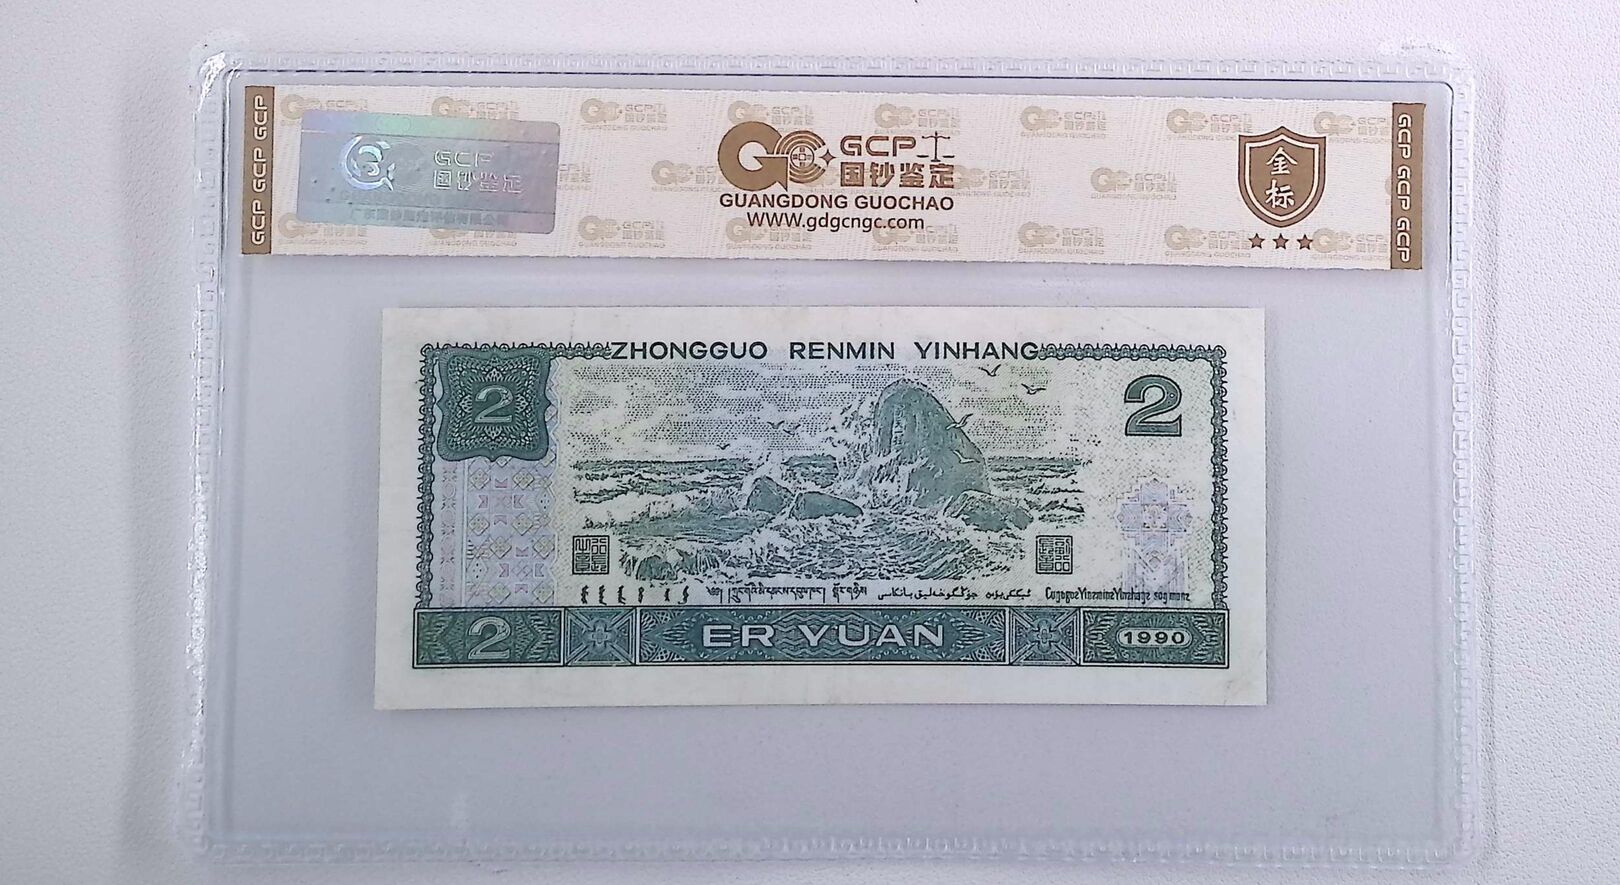 GCP GCP GCP
GCP
国钞鉴定
GCP
国钞鉴定
GUANGDONG GUOCHAO
WWW.gdgcngc.com
金标
GCP GCP GCP
ZHONGGUO RENMIN YINHANG
2
2
2
ER YUAN
1990